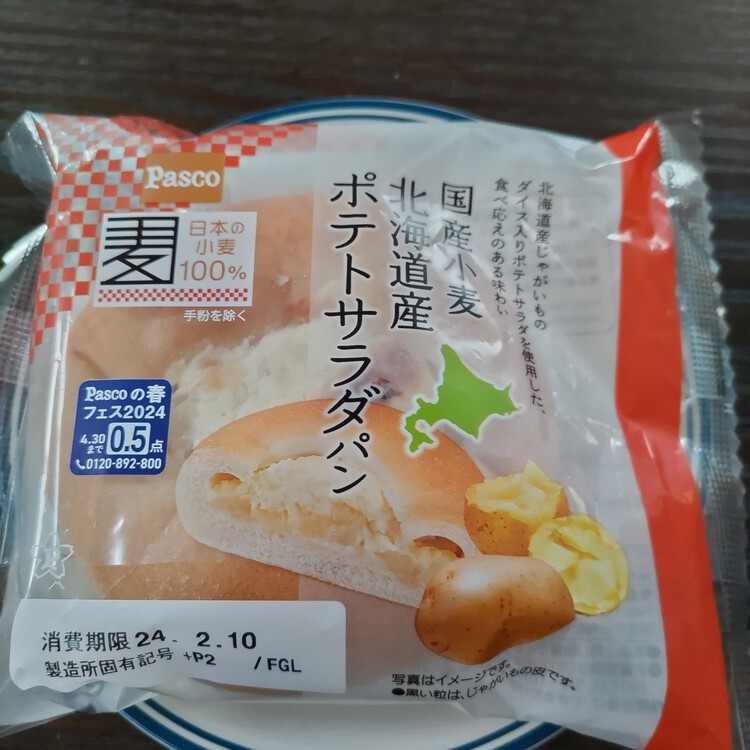 Pasco
麦
日本の
小麦
100%
手粉を除く
国産小麦
北海道産
ポテトサラダパン
北海道産じゃがいもの
ダイス入りポテトサラダを使用した、
食べ応えのある味わい
Pascoの春
フェス2024
4.30まで
0.5点
0120-892-800
消費期限 24. 2.10
製造所固有記号 +P2 /FGL
写真はイメージです。
●黒い粒は、じゃがいもの皮です。